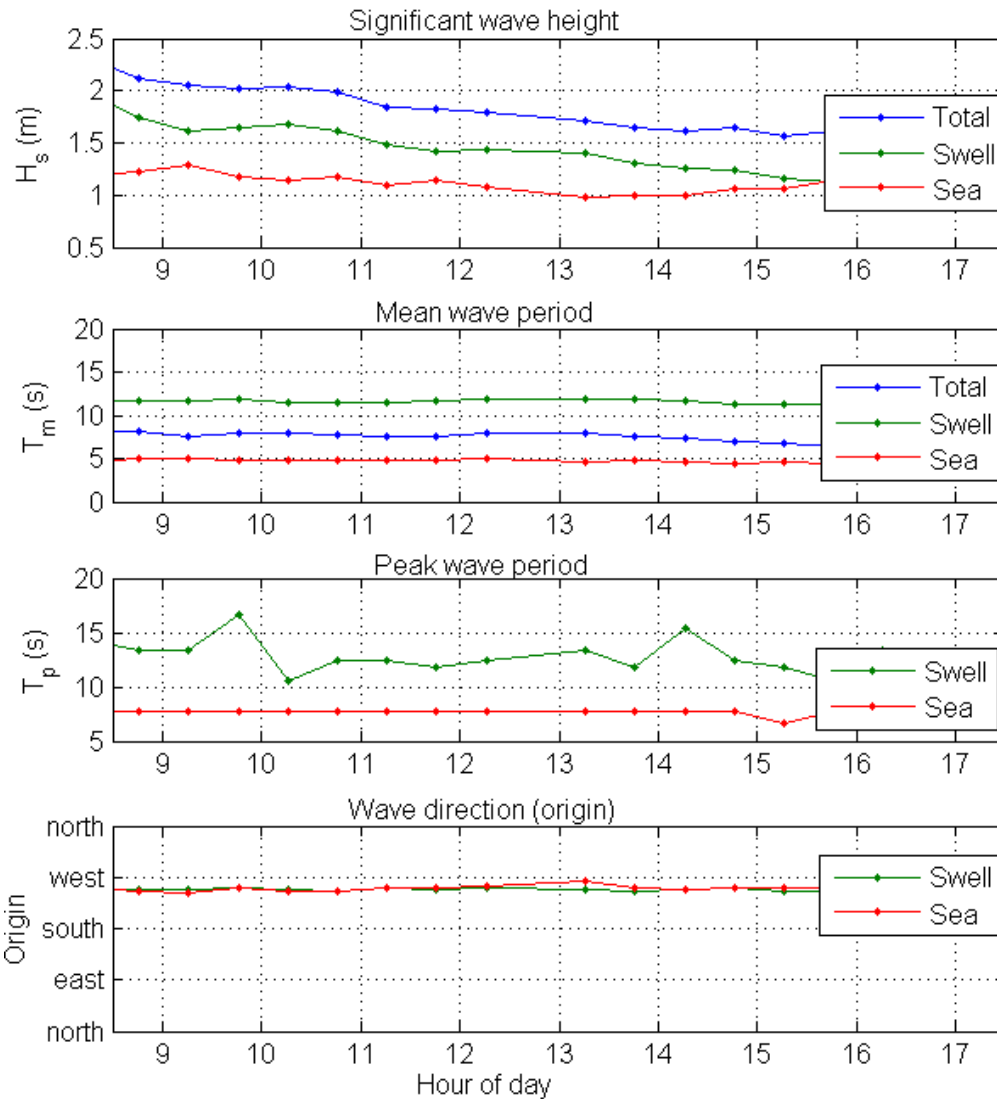 Significant wave height
2.5
2
1.5
1
0.5
H_s (m)
Total
Swell
Sea
9 10 11 12 13 14 15 16 17
Mean wave period
20
15
10
5
0
T_m (s)
Total
Swell
Sea
9 10 11 12 13 14 15 16 17
Peak wave period
20
15
10
5
T_p (s)
Swell
Sea
9 10 11 12 13 14 15 16 17
Wave direction (origin)
north
west
south
east
north
Origin
Swell
Sea
9 10 11 12 13 14 15 16 17
Hour of day